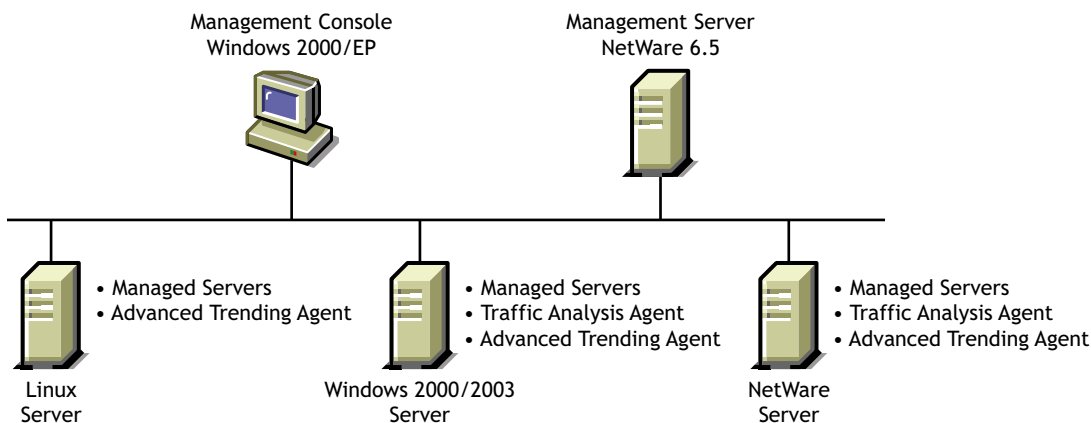 Management Console
Windows 2000/EP
Management Server
NetWare 6.5
• Managed Servers
• Advanced Trending Agent
• Managed Servers
• Traffic Analysis Agent
• Advanced Trending Agent
• Managed Servers
• Traffic Analysis Agent
• Advanced Trending Agent
Linux
Server
Windows 2000/2003
Server
NetWare
Server